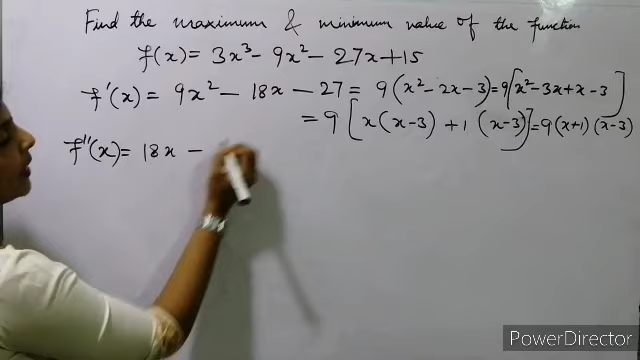 Find the maximum & minimum value of the function
f(x) = 3x³ - 9x² - 27x + 15
f'(x) = 9x² - 18x - 27 = 9(x² - 2x - 3) = 9[x² - 3x + x - 3]
= 9[x(x-3) + 1(x-3)] = 9(x+1)(x-3)
f''(x) = 18x -
PowerDirector